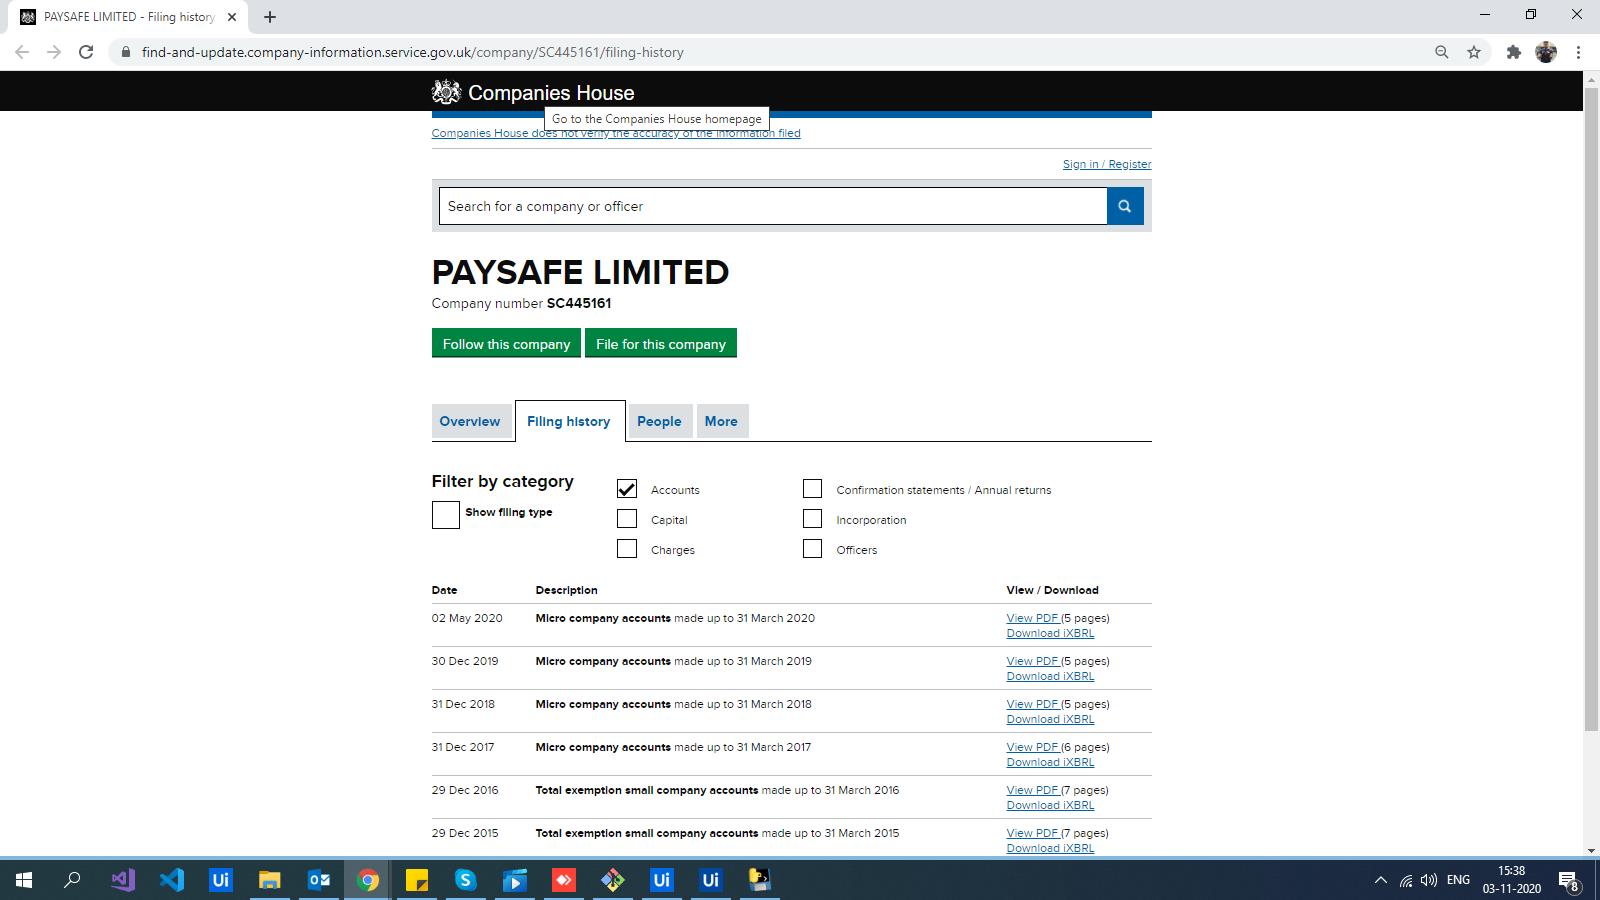 PAYSAFE LIMITED - Filing history
find-and-update.company-information.service.gov.uk/company/SC445161/filing-history
Companies House
Go to the Companies House homepage
Companies House does not verify the accuracy of the information filed
Sign in / Register
Search for a company or officer
PAYSAFE LIMITED
Company number SC445161
Follow this company File for this company
Overview Filing history People More
Filter by category
Show filing type
Accounts Confirmation statements / Annual returns
Capital Incorporation
Charges Officers
Date Description View / Download
02 May 2020 Micro company accounts made up to 31 March 2020 View PDF (5 pages)
Download iXBRL
30 Dec 2019 Micro company accounts made up to 31 March 2019 View PDF (5 pages)
Download iXBRL
31 Dec 2018 Micro company accounts made up to 31 March 2018 View PDF (5 pages)
Download iXBRL
31 Dec 2017 Micro company accounts made up to 31 March 2017 View PDF (6 pages)
Download iXBRL
29 Dec 2016 Total exemption small company accounts made up to 31 March 2016 View PDF (7 pages)
Download iXBRL
29 Dec 2015 Total exemption small company accounts made up to 31 March 2015 View PDF (7 pages)
Download iXBRL
Ui Ui Ui
ENG
15:38
03-11-2020
8